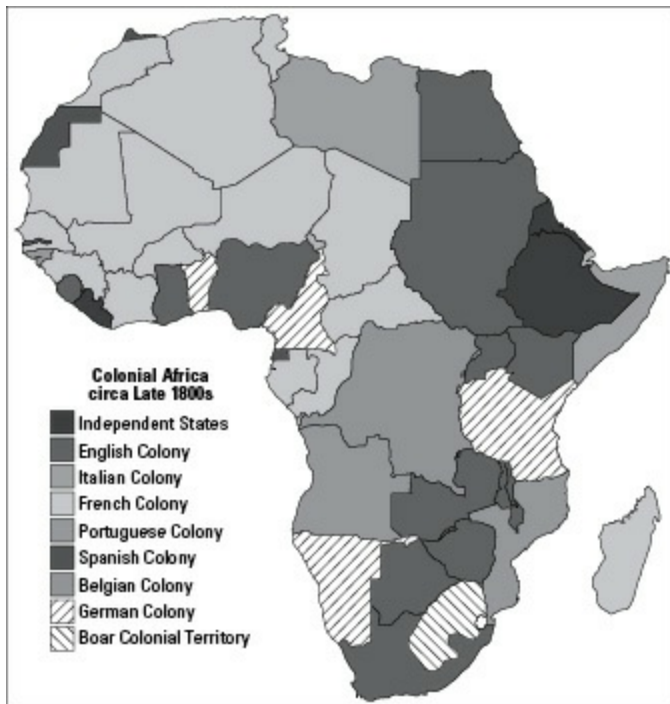 Colonial Africa
circa Late 1800s
Independent States
English Colony
Italian Colony
French Colony
Portuguese Colony
Spanish Colony
Belgian Colony
German Colony
Boar Colonial Territory